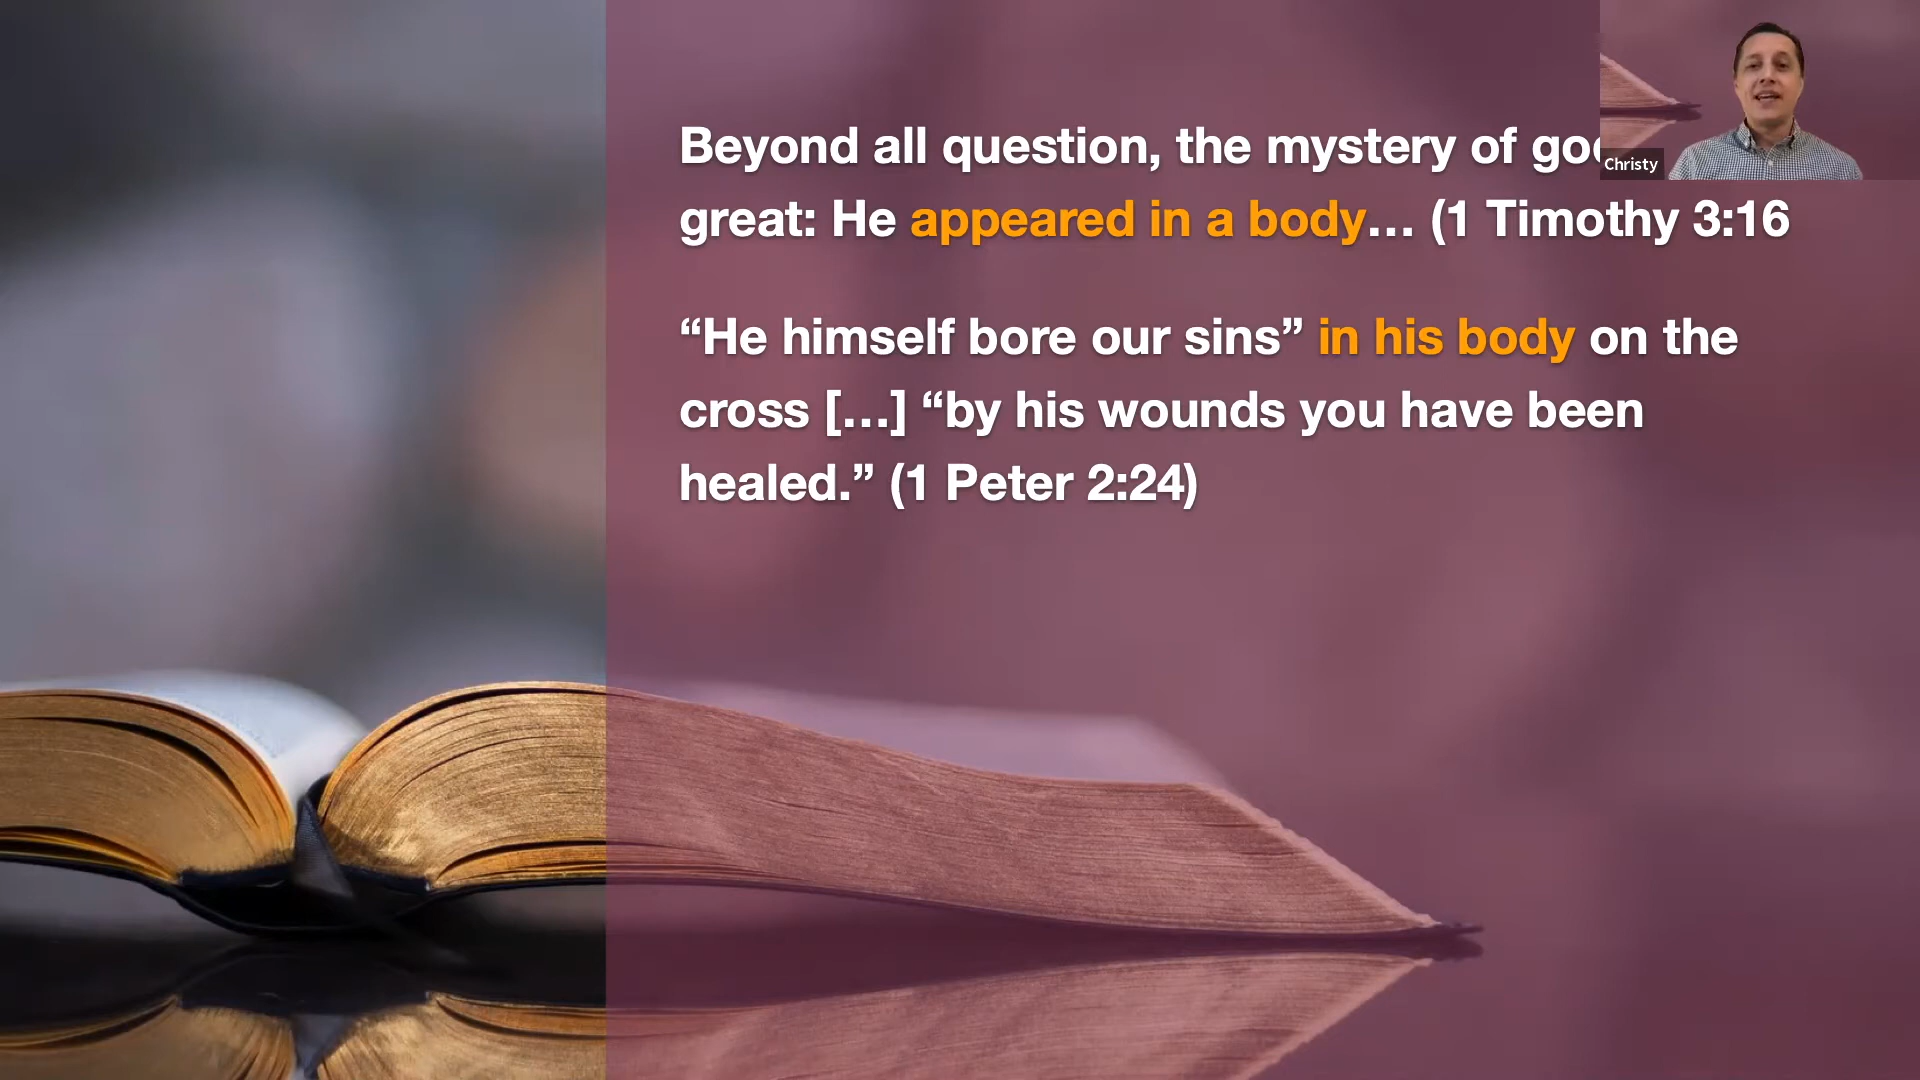 Beyond all question, the mystery of
great: He appeared in a body… (1 Timothy 3:16
“He himself bore our sins” in his body on the
cross […] “by his wounds you have been
healed.” (1 Peter 2:24)
Christy